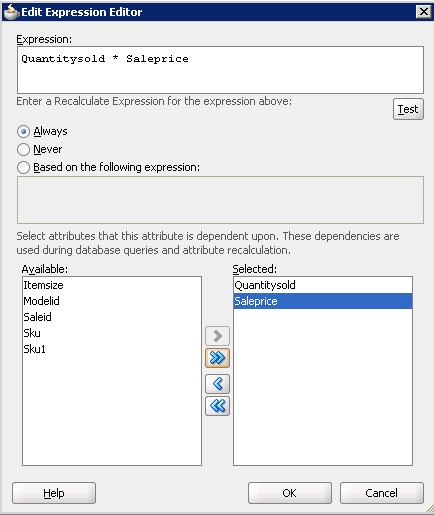 Edit Expression Editor
Expression:
Quantitysold * Saleprice
Enter a Recalculate Expression for the expression above:
Test
Always
Never
Based on the following expression:
Select attributes that this attribute is dependent upon. These dependencies are
used during database queries and attribute recalculation.
Available:
Selected:
Itemsize
Modelid
Saleid
Sku
Sku1
Quantitysold
Saleprice
Help
OK
Cancel